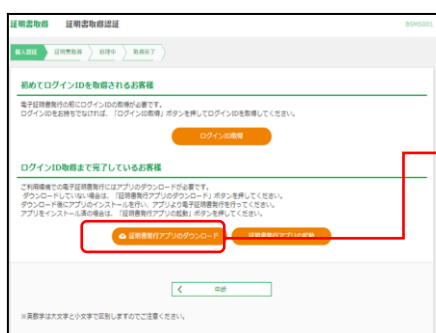 証明書取得 証明書取得認証
BSMS001
本人認証 証明書取得 処理中 取得完了
初めてログインIDを取得されるお客様
電子証明書発行の前にログインIDの取得が必要です。
ログインIDをお持ちでなければ、「ログインID取得」ボタンを押してログインIDを取得してください。
ログインID取得
ログインID取得まで完了しているお客様
ご利用環境での電子証明書発行にはアプリのダウンロードが必要です。
ダウンロードしていない場合は、「証明書発行アプリのダウンロード」ボタンを押してください。
ダウンロード後にアプリのインストールを行い、アプリより電子証明書発行を行ってください。
アプリをインストール済の場合は、「証明書発行アプリの起動」ボタンを押してください。
証明書発行アプリのダウンロード 証明書発行アプリの起動
中断
※英数字は大文字と小文字で区別しますのでご注意ください。